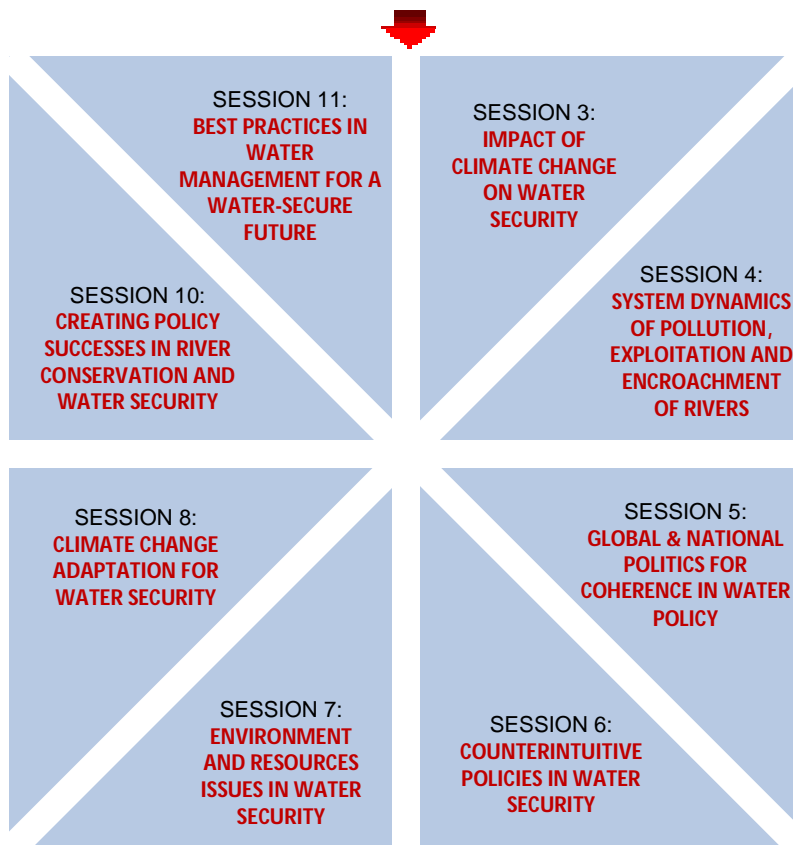 SESSION 11:
BEST PRACTICES IN
WATER
MANAGEMENT FOR A
WATER-SECURE
FUTURE
SESSION 3:
IMPACT OF
CLIMATE CHANGE
ON WATER
SECURITY
SESSION 4:
SYSTEM DYNAMICS
OF POLLUTION,
EXPLOITATION AND
ENCROACHMENT
OF RIVERS
SESSION 10:
CREATING POLICY
SUCCESSES IN RIVER
CONSERVATION AND
WATER SECURITY
SESSION 8:
CLIMATE CHANGE
ADAPTATION FOR
WATER SECURITY
SESSION 5:
GLOBAL & NATIONAL
POLITICS FOR
COHERENCE IN WATER
POLICY
SESSION 7:
ENVIRONMENT
AND RESOURCES
ISSUES IN WATER
SECURITY
SESSION 6:
COUNTERINTUITIVE
POLICIES IN WATER
SECURITY